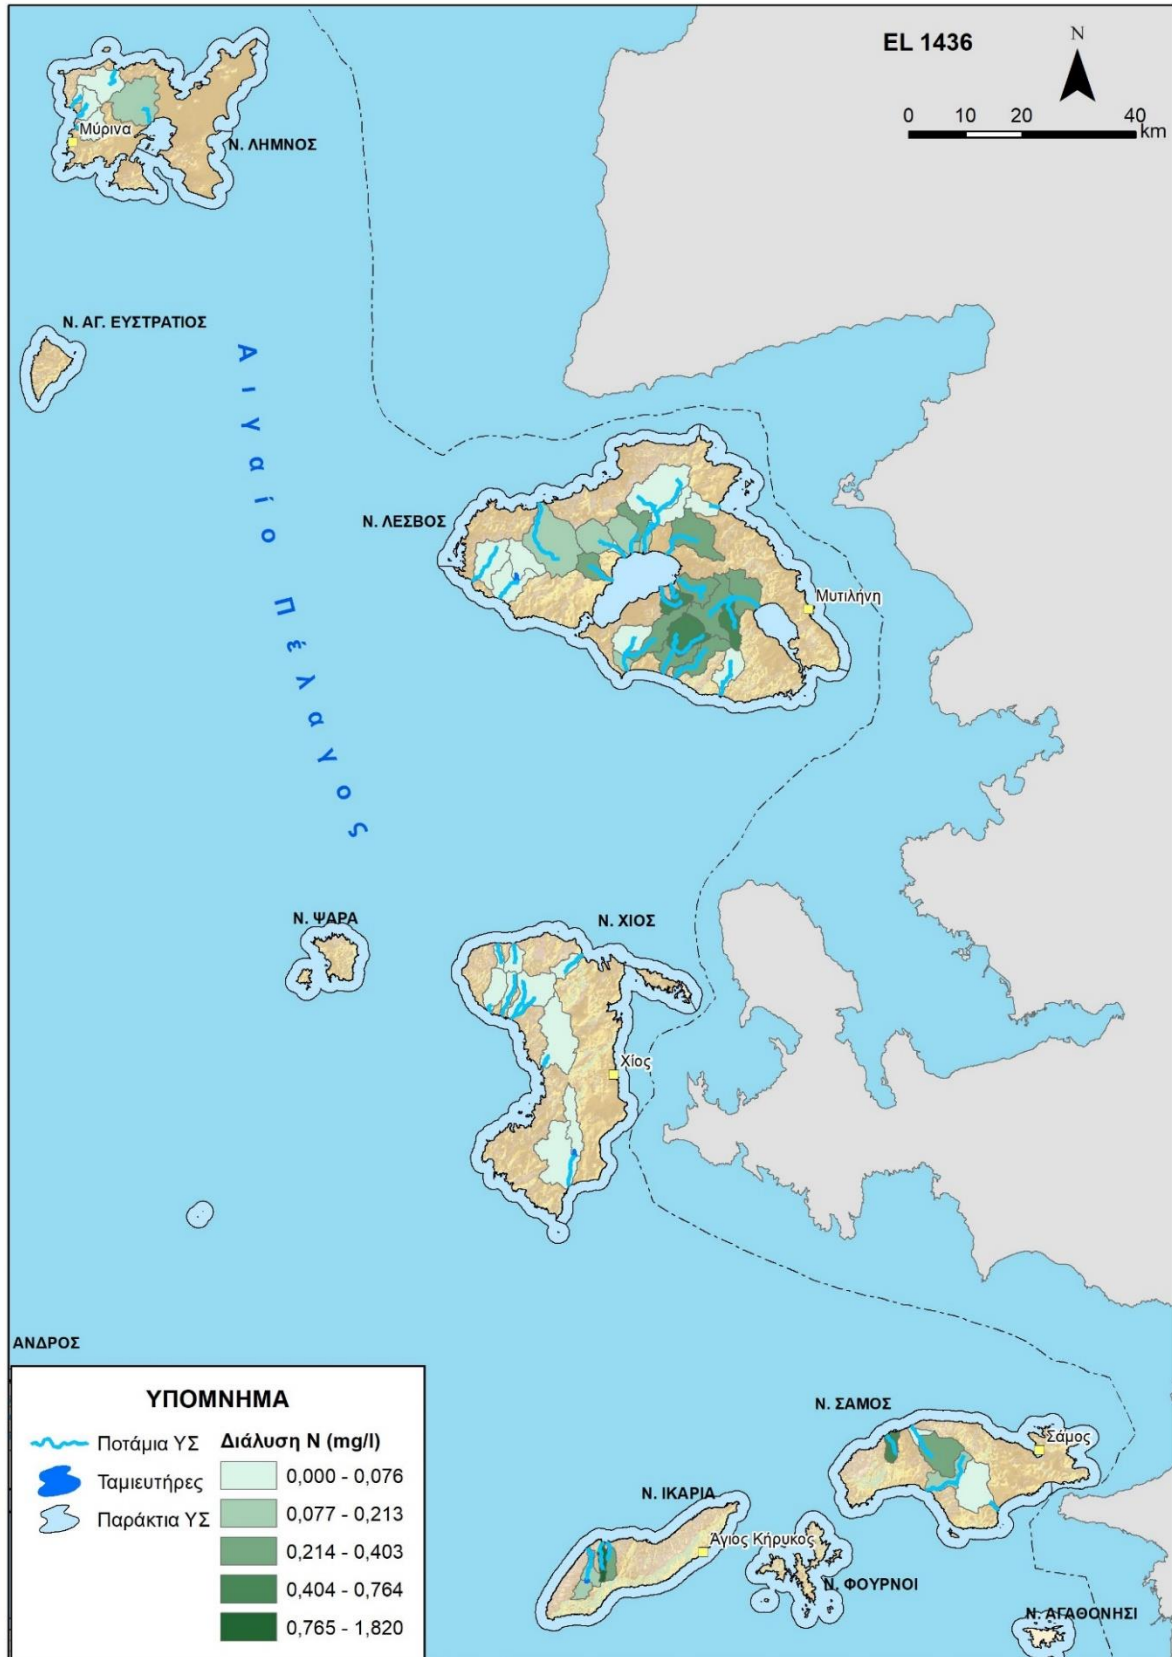 EL 1436
N
0 10 20 40
km
Μύρινα
Ν. ΛΗΜΝΟΣ
Ν. ΑΓ. ΕΥΣΤΡΑΤΙΟΣ
Αιγαίο Πέλαγος
Ν. ΛΕΣΒΟΣ
Μυτιλήνη
Ν. ΨΑΡΑ
Ν. ΧΙΟΣ
Χίος
ΑΝΔΡΟΣ
Ν. ΣΑΜΟΣ
Σάμος
Ν. ΙΚΑΡΙΑ
Άγιος Κήρυκος
Ν. ΦΟΥΡΝΟΙ
Ν. ΑΓΑΘΟΝΗΣΙ
ΥΠΟΜΝΗΜΑ
Ποτάμια ΥΣ
Ταμιευτήρες
Παράκτια ΥΣ
Διάλυση Ν (mg/l)
0,000 - 0,076
0,077 - 0,213
0,214 - 0,403
0,404 - 0,764
0,765 - 1,820